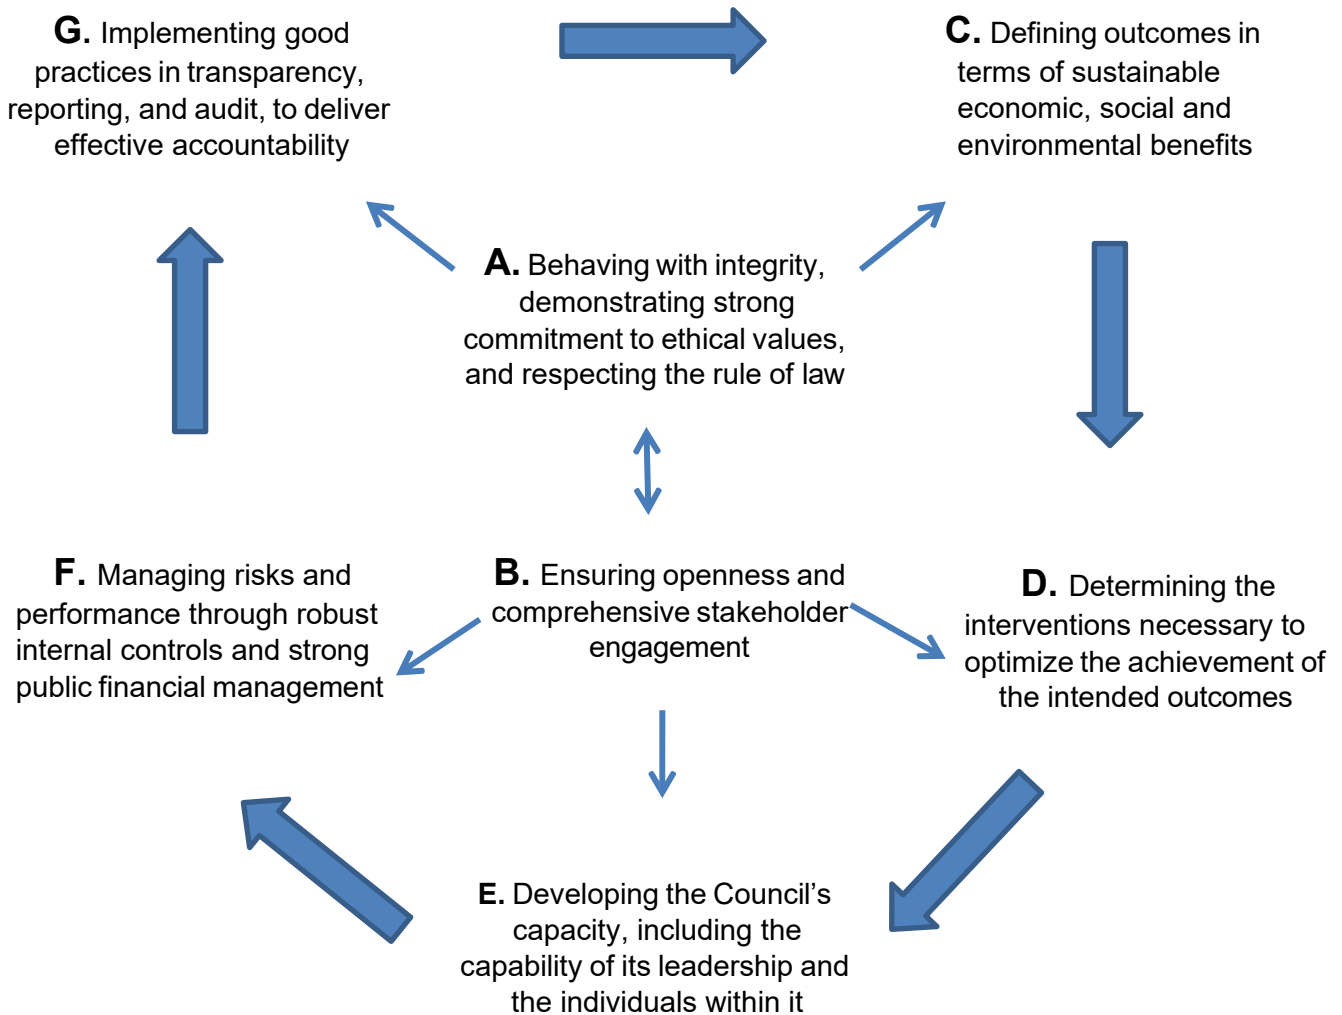 G. Implementing good
practices in transparency,
reporting, and audit, to deliver
effective accountability
C. Defining outcomes in
terms of sustainable
economic, social and
environmental benefits
A. Behaving with integrity,
demonstrating strong
commitment to ethical values,
and respecting the rule of law
F. Managing risks and
performance through robust
internal controls and strong
public financial management
B. Ensuring openness and
comprehensive stakeholder
engagement
D. Determining the
interventions necessary to
optimize the achievement of
the intended outcomes
E. Developing the Council’s
capacity, including the
capability of its leadership and
the individuals within it